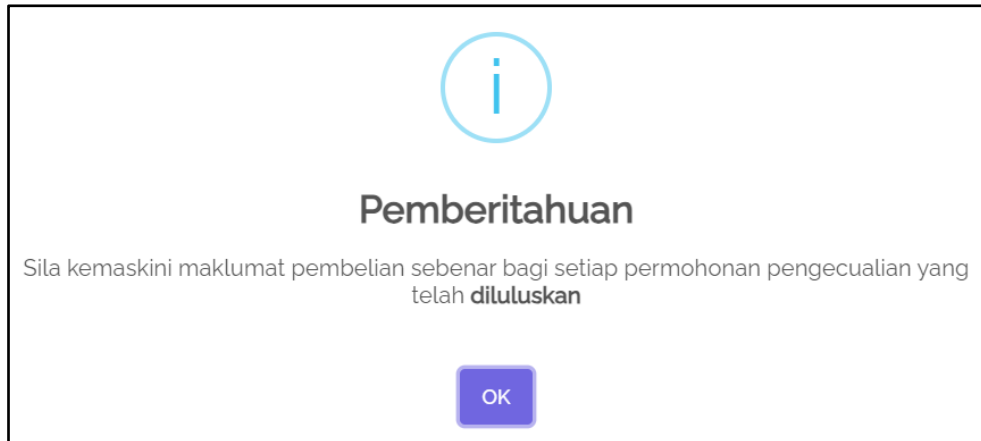 i
Pemberitahuan
Sila kemaskini maklumat pembelian sebenar bagi setiap permohonan pengecualian yang
telah diluluskan
OK